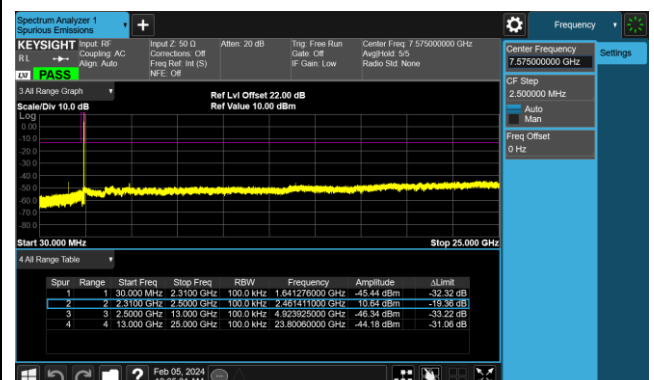 Spectrum Analyzer 1
Spurious Emissions
+
Frequency
KEYSIGHT
RL
LXI PASS
Input: RF
Coupling: AC
Align: Auto
Input Z: 50 Ω
Corrections: Off
Freq Ref: Int (S)
NFE: Off
Atten: 20 dB
Trig: Free Run
Gate: Off
IF Gain: Low
Center Freq: 7.575000000 GHz
Avg|Hold: 5/5
Radio Std: None
3 All Range Graph
Scale/Div 10.0 dB
Ref Lvl Offset 22.00 dB
Ref Value 10.00 dBm
Log
0.00
-10.0
-20.0
-30.0
-40.0
-50.0
-60.0
-70.0
-80.0
Start 30.000 MHz
Stop 25.000 GHz
4 All Range Table
Spur Range Start Freq Stop Freq RBW Frequency Amplitude ΔLimit
1 1 30.000 MHz 2.3100 GHz 100.0 kHz 1.641276000 GHz -45.44 dBm -32.32 dB
2 2 2.3100 GHz 2.5000 GHz 100.0 kHz 2.461411000 GHz 10.64 dBm -19.36 dB
3 3 2.5000 GHz 13.000 GHz 100.0 kHz 4.923925000 GHz -46.34 dBm -33.22 dB
4 4 13.000 GHz 25.000 GHz 100.0 kHz 23.80060000 GHz -44.18 dBm -31.06 dB
Feb 05, 2024
Center Frequency
7.575000000 GHz
Settings
CF Step
2.500000 MHz
Auto
Man
Freq Offset
0 Hz